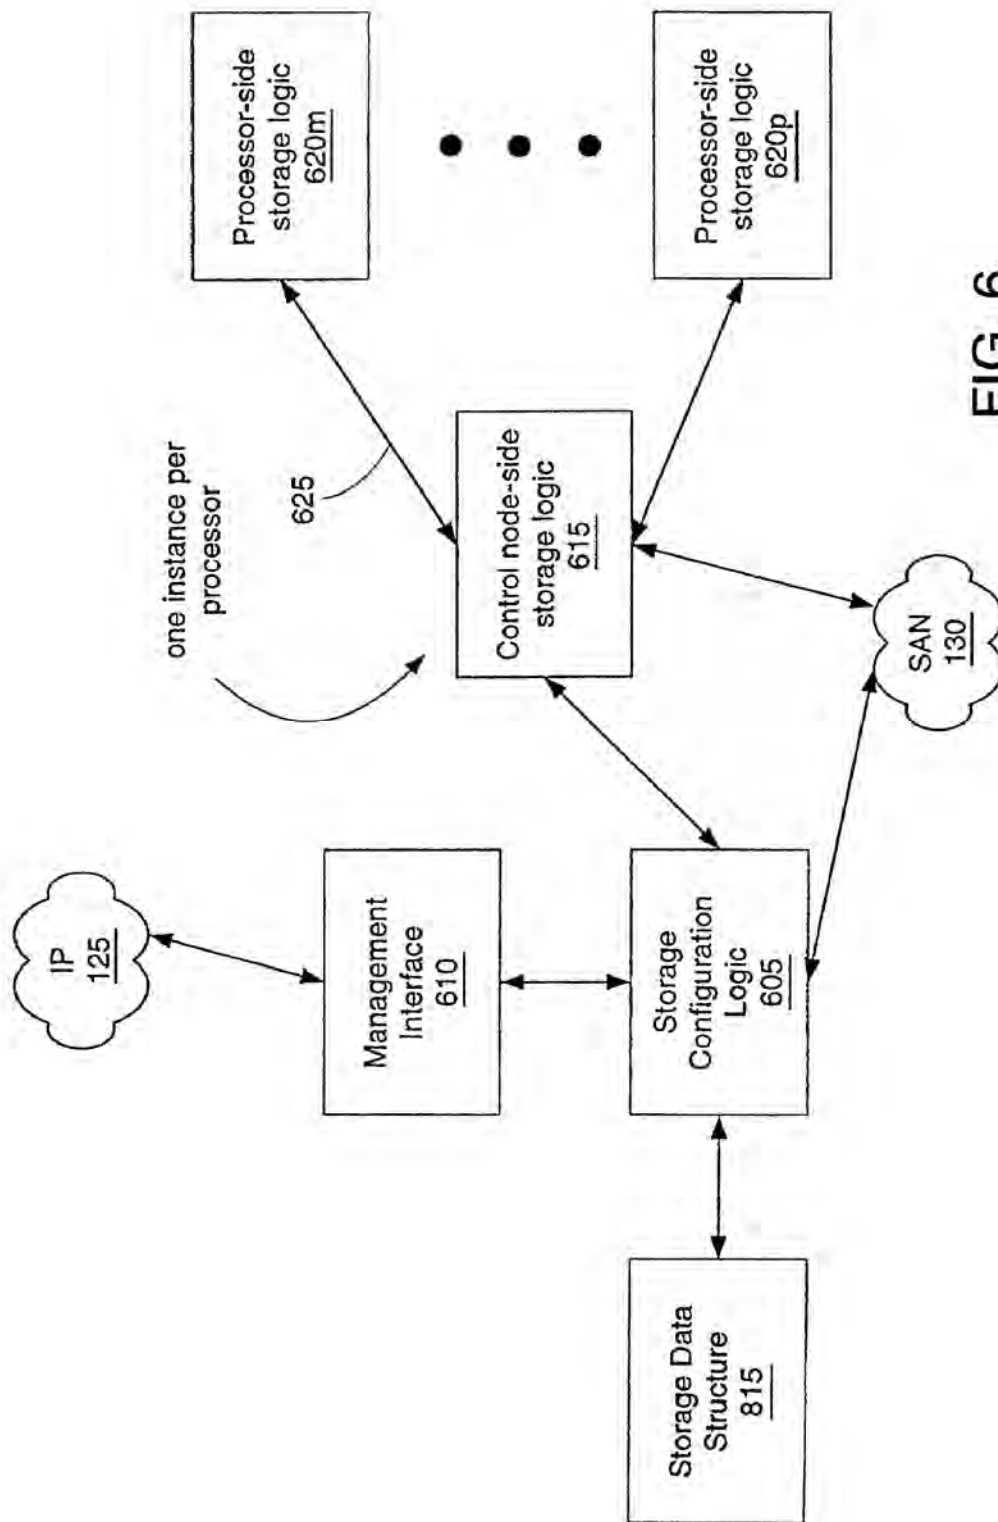 IP
125
Management
Interface
610
Storage Data
Structure
815
Storage
Configuration
Logic
605
one instance per
processor
625
Control node-side
storage logic
615
SAN
130
Processor-side
storage logic
620m
Processor-side
storage logic
620p
FIG. 6